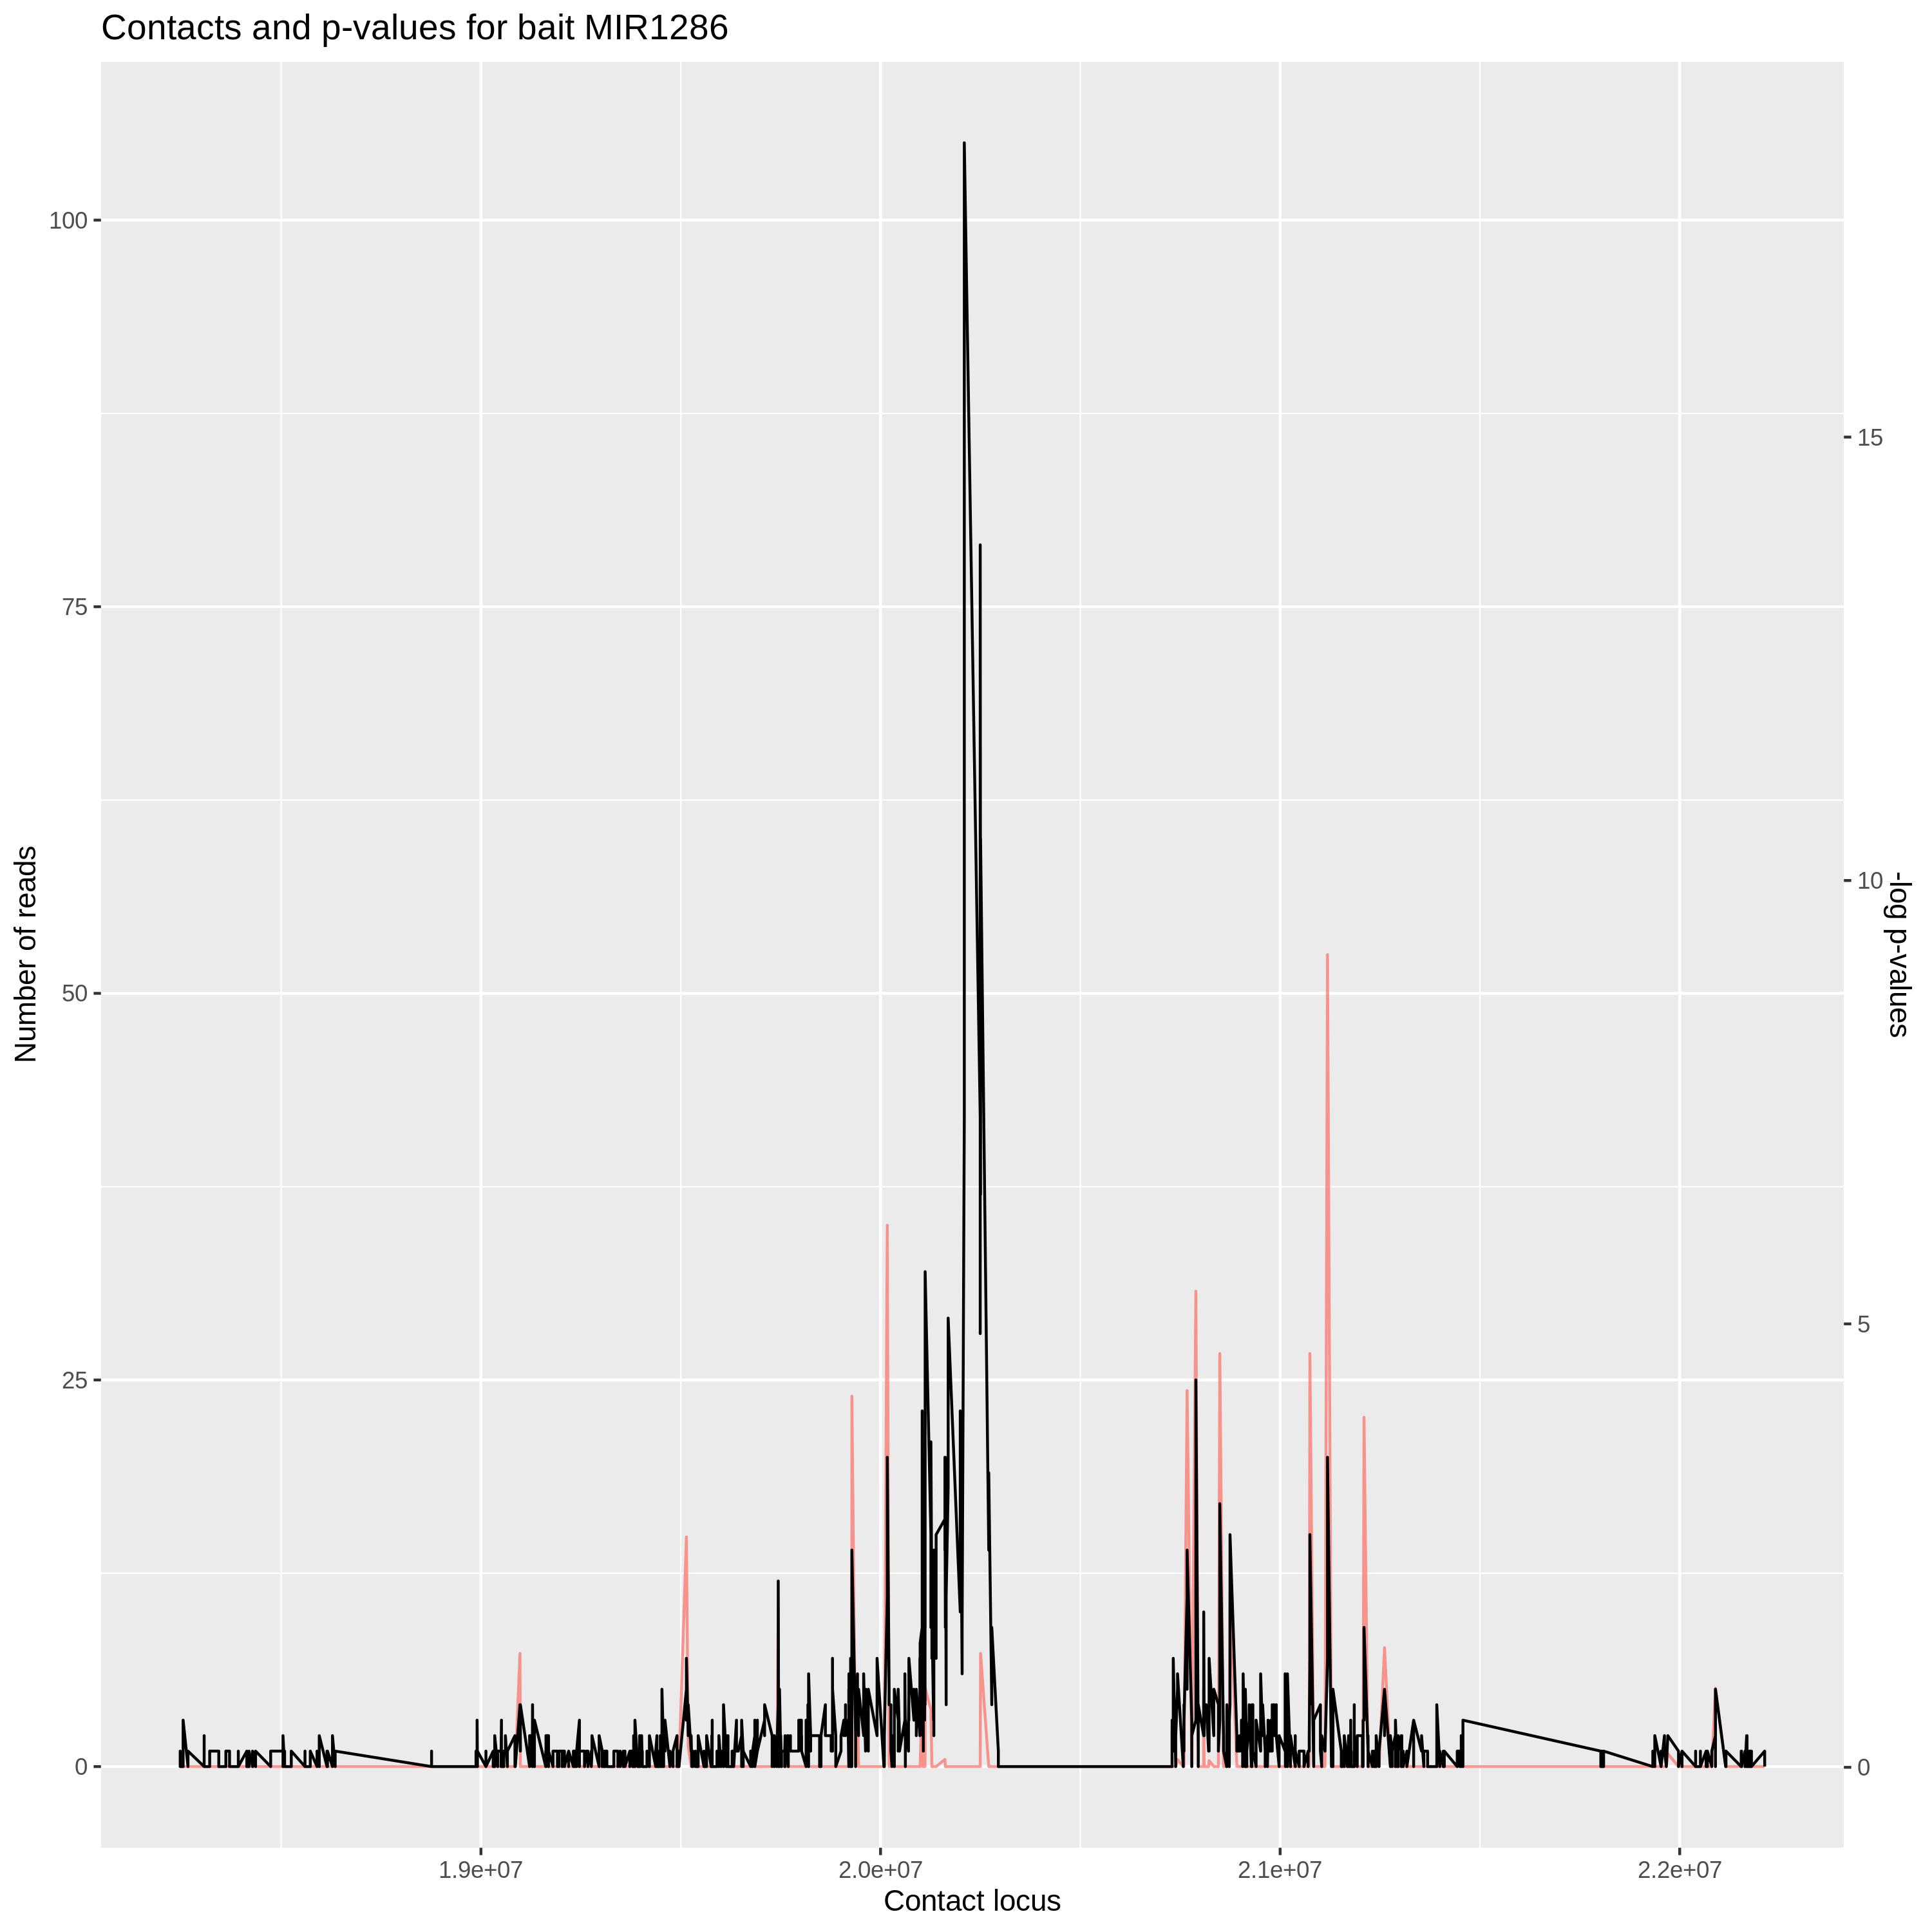 Contacts and p-values for bait MIR1286
100
75
50
25
0
Number of reads
15
10
5
0
-log p-values
1.9e+07
2.0e+07
2.1e+07
2.2e+07
Contact locus